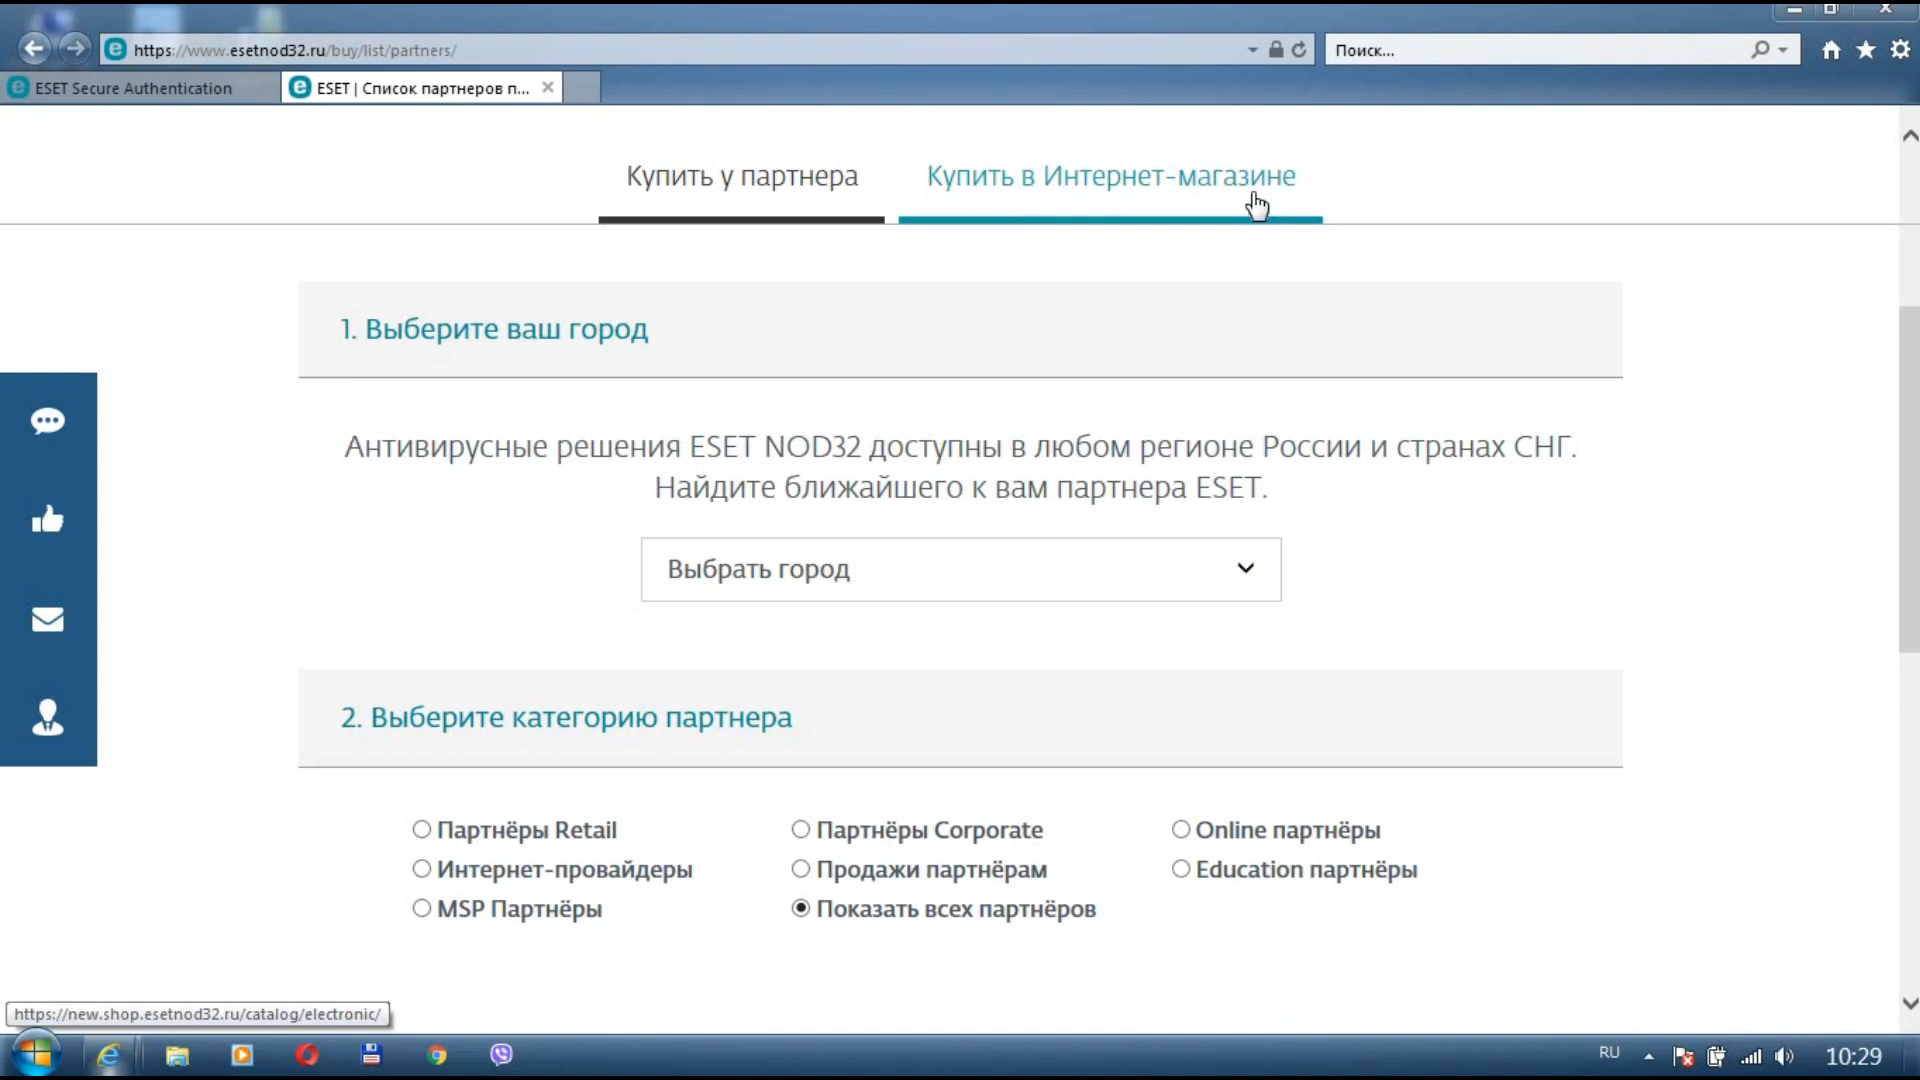 https://www.esetnod32.ru/buy/list/partners/
Поиск...
ESET Secure Authentication
ESET | Список партнеров п...
Купить у партнера
Купить в Интернет-магазине
1. Выберите ваш город
Антивирусные решения ESET NOD32 доступны в любом регионе России и странах СНГ.
Найдите ближайшего к вам партнера ESET.
Выбрать город
2. Выберите категорию партнера
Партнёры Retail
Партнёры Corporate
Online партнёры
Интернет-провайдеры
Продажи партнёрам
Education партнёры
MSP Партнёры
Показать всех партнёров
https://new.shop.esetnod32.ru/catalog/electronic/
RU
10:29